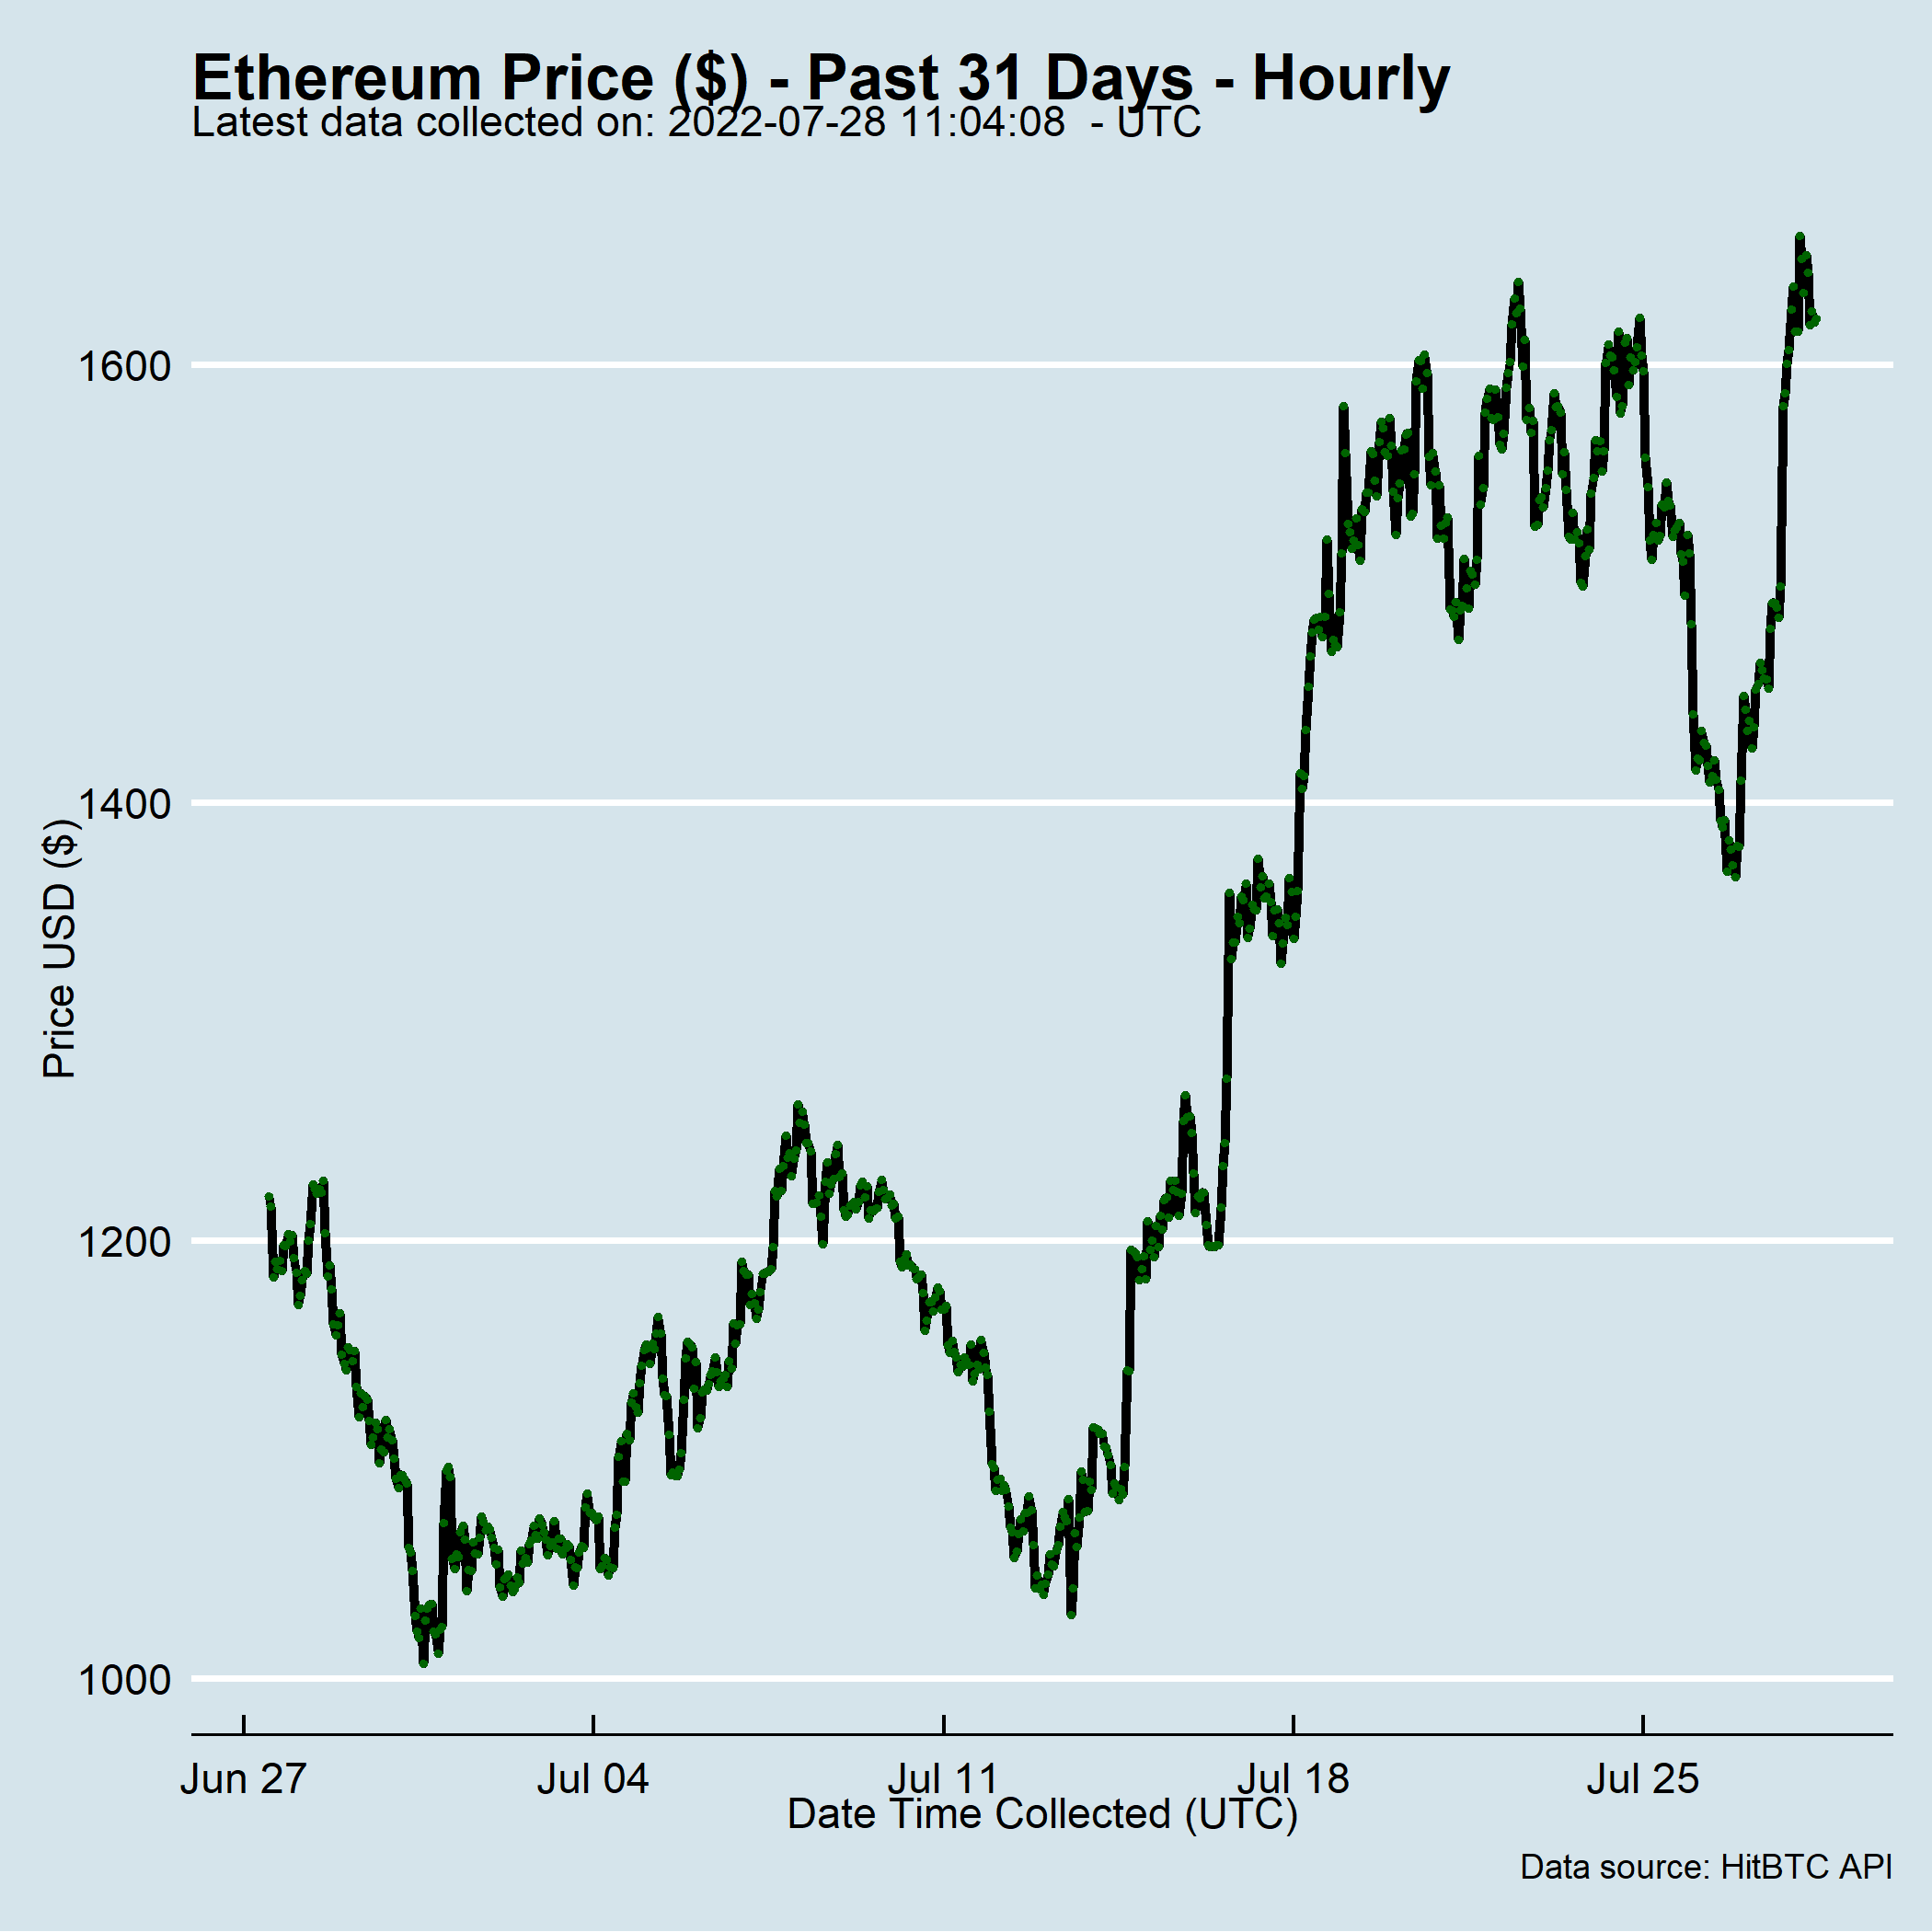 Ethereum Price ($) - Past 31 Days - Hourly
Latest data collected on: 2022-07-28 11:04:08  - UTC
1600
1400
1200
1000
Price USD ($)
Jun 27
Jul 04
Jul 11
Jul 18
Jul 25
Date Time Collected (UTC)
Data source: HitBTC API